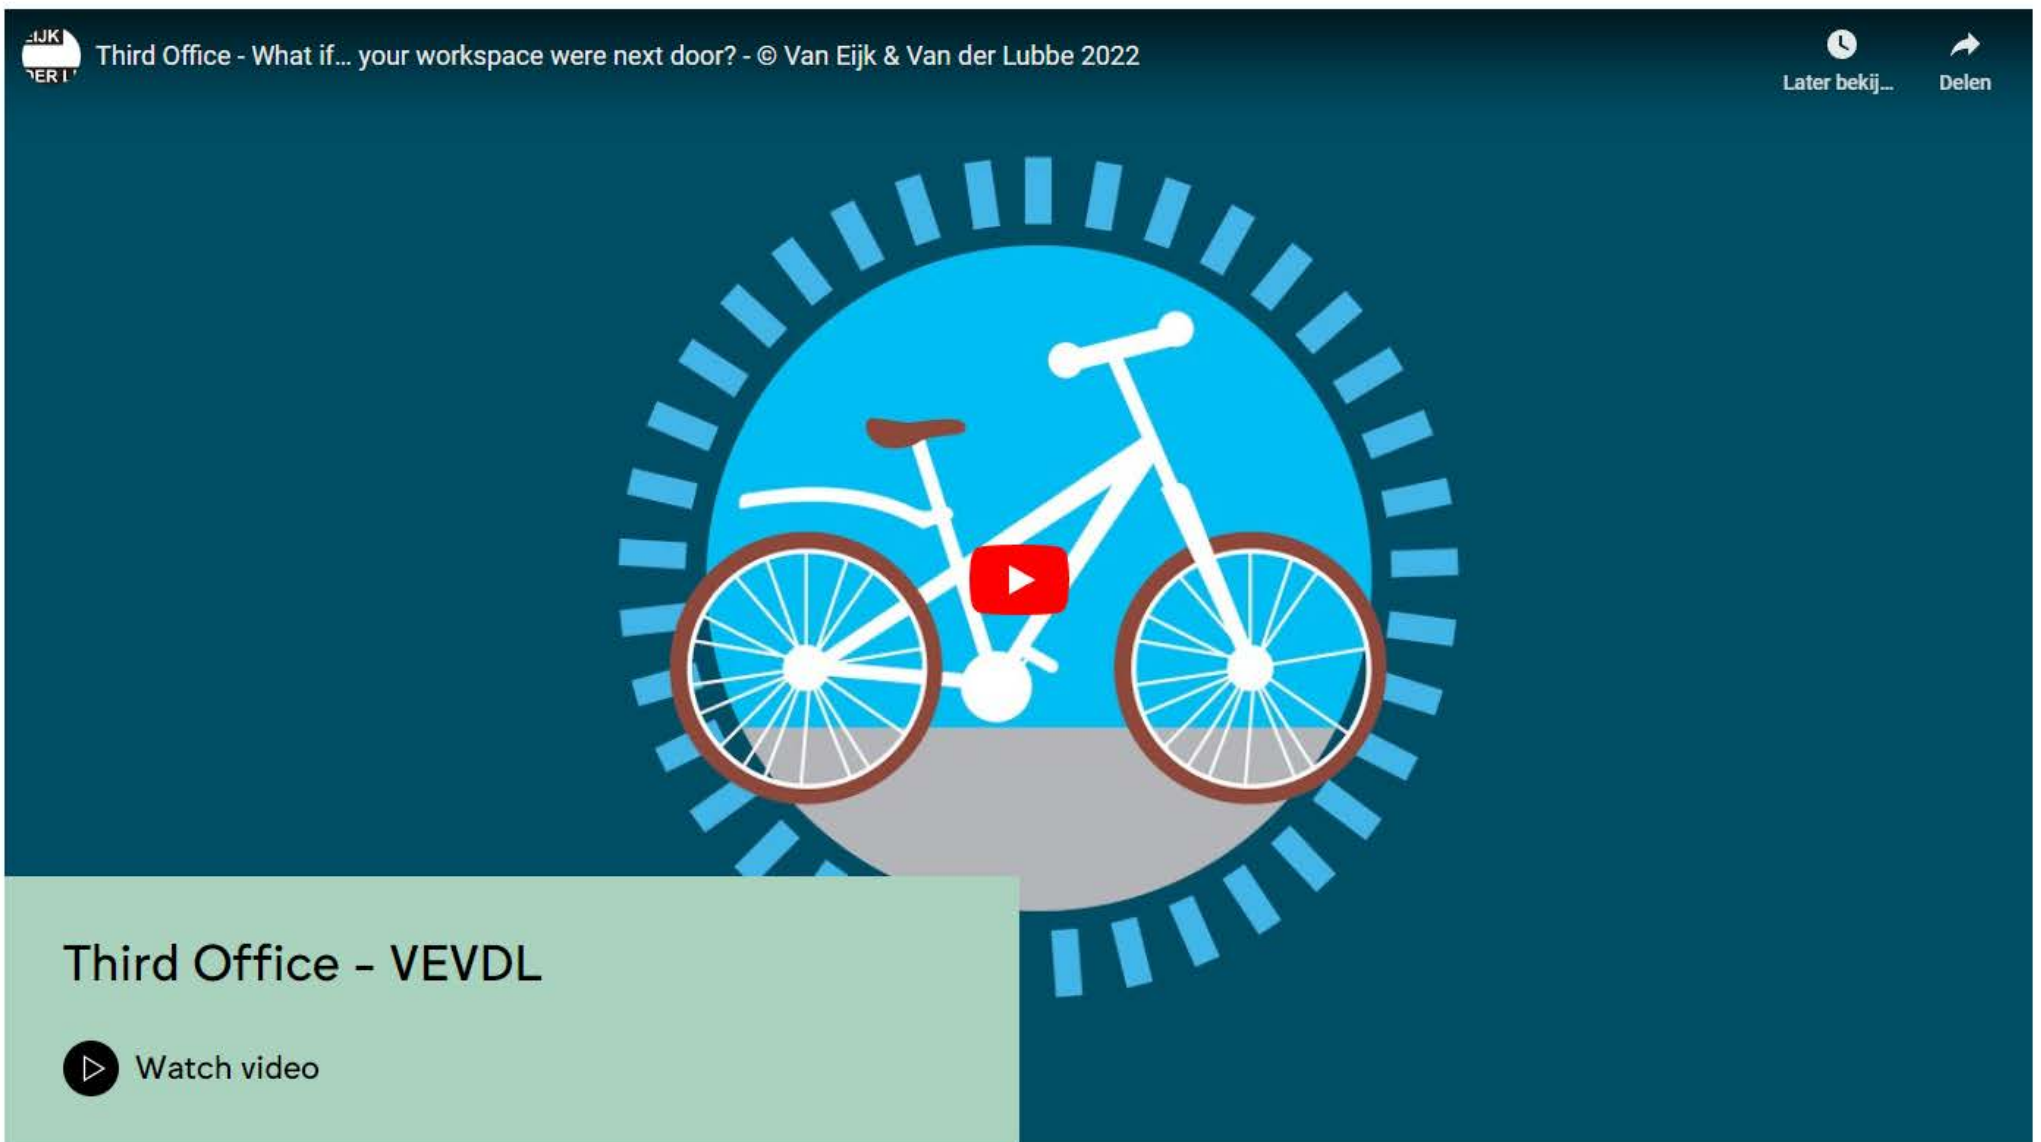 Third Office - What if... your workspace were next door? - © Van Eijk & Van der Lubbe 2022
Later bekij...
Delen
Third Office - VEVDL
Watch video